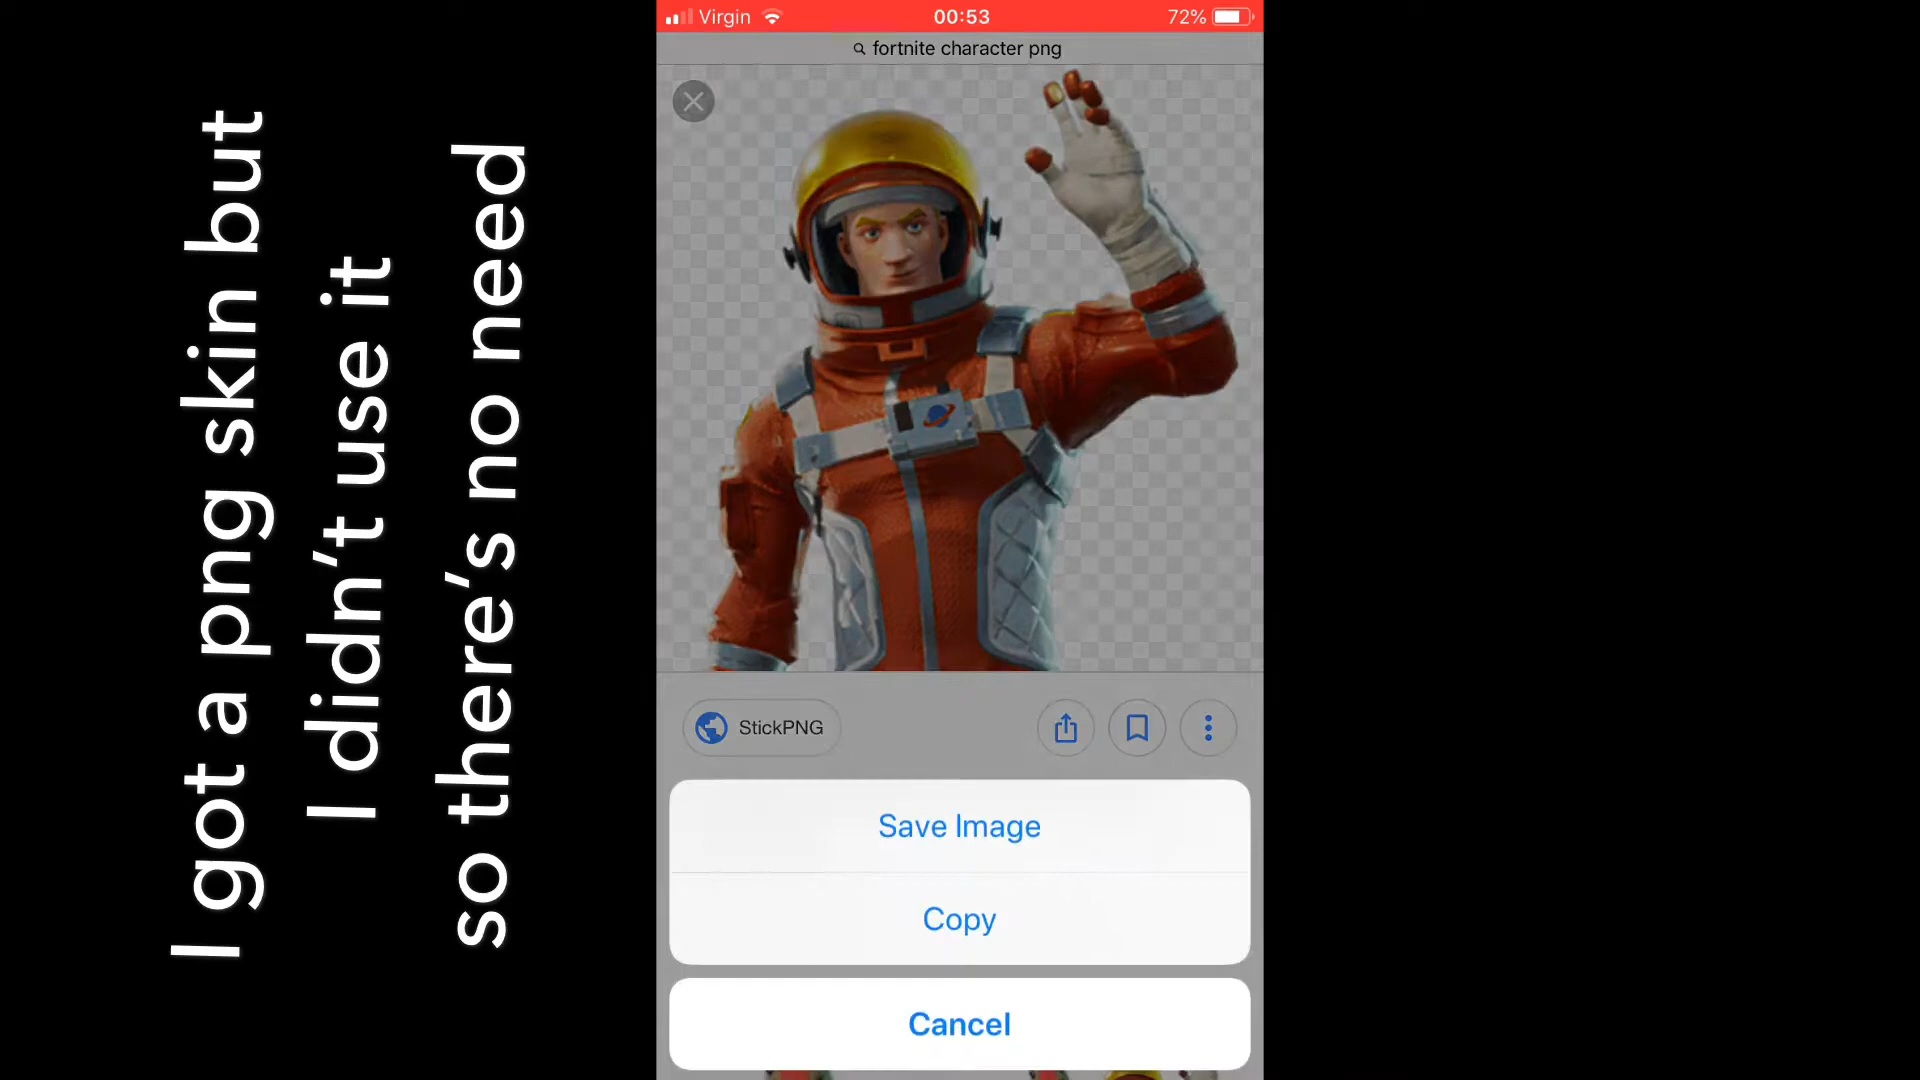 I got a png skin but
I didn't use it
so there's no need
Virgin 00:53 72%
fortnite character png
StickPNG
Save Image
Copy
Cancel